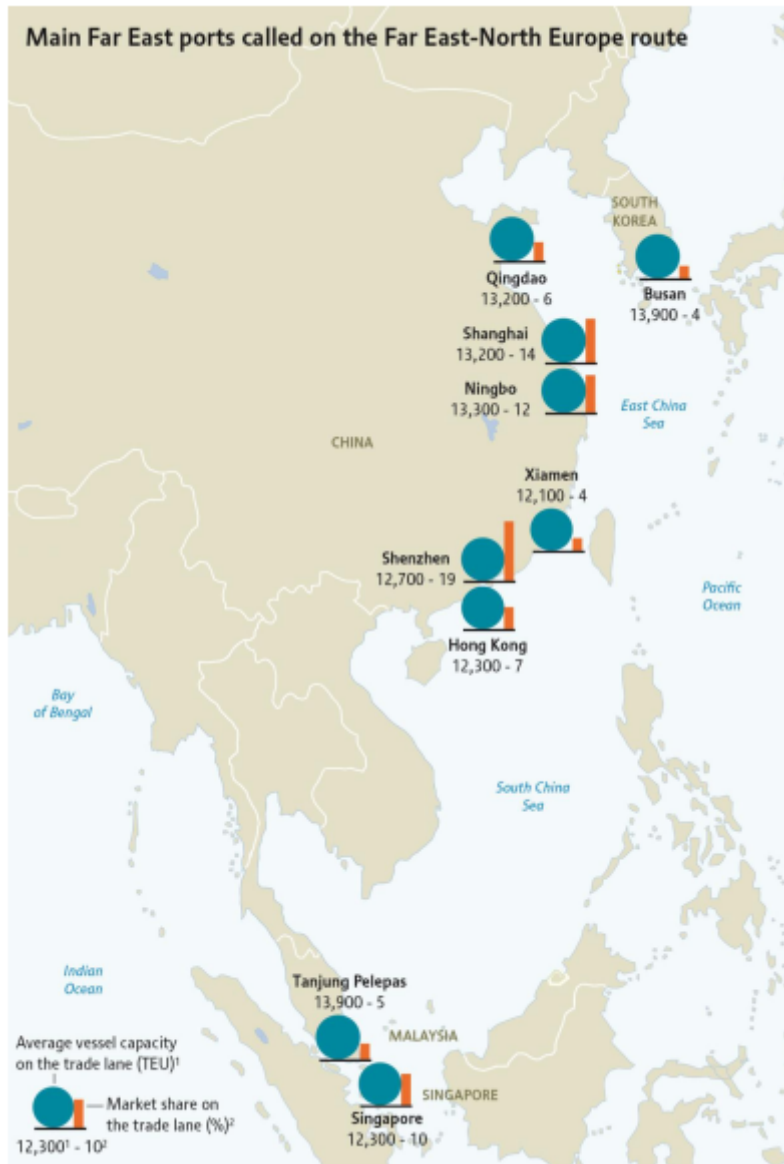 Main Far East ports called on the Far East-North Europe route
SOUTH
KOREA
Qingdao
13,200 - 6
Busan
13,900 - 4
Shanghai
13,200 - 14
Ningbo
13,300 - 12
East China
Sea
CHINA
Xiamen
12,100 - 4
Shenzhen
12,700 - 19
Pacific
Ocean
Hong Kong
12,300 - 7
Bay
of Bengal
South China
Sea
Indian
Ocean
Tanjung Pelepas
13,900 - 5
MALAYSIA
SINGAPORE
Singapore
12,300 - 10
Average vessel capacity
on the trade lane (TEU)¹
Market share on
the trade lane (%)²
12,300¹ - 10²